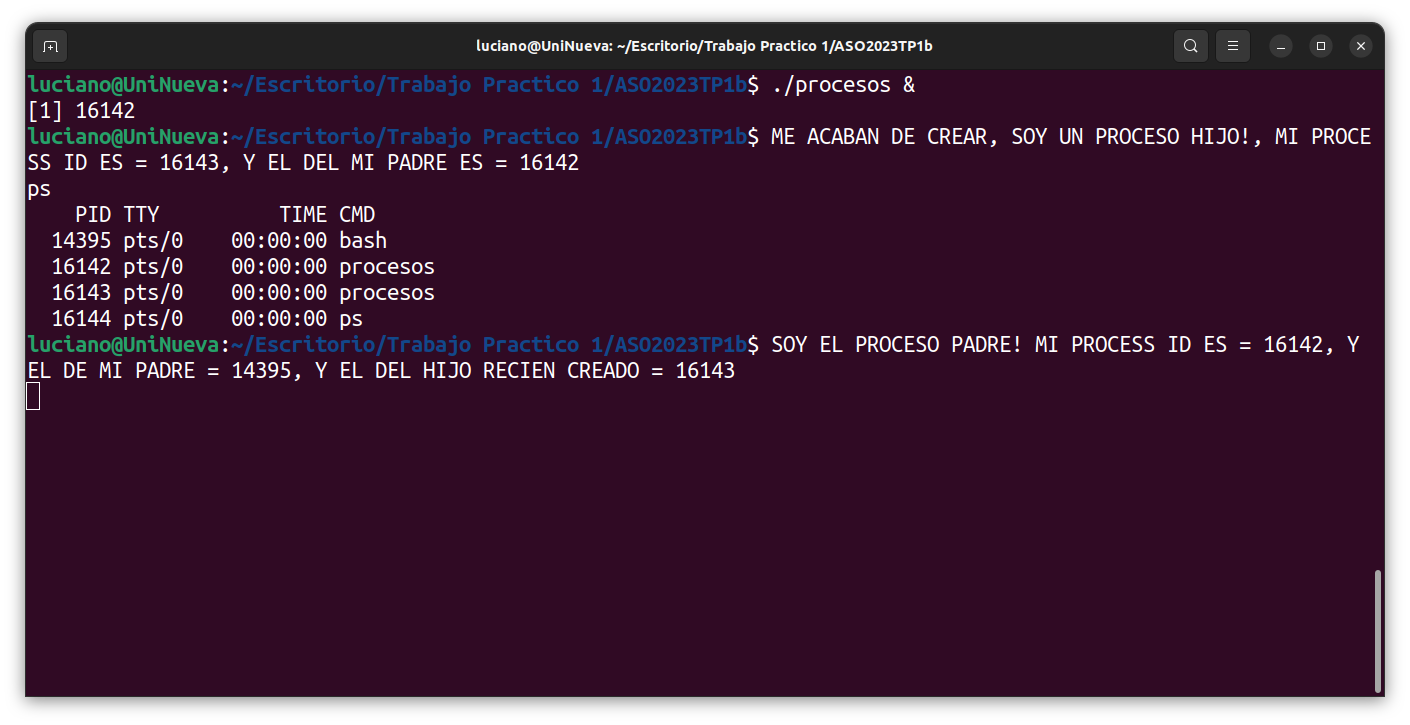 luciano@UniNueva: ~/Escritorio/Trabajo Practico 1/ASO2023TP1b
luciano@UniNueva:~/Escritorio/Trabajo Practico 1/ASO2023TP1b$ ./procesos &
[1] 16142
luciano@UniNueva:~/Escritorio/Trabajo Practico 1/ASO2023TP1b$ ME ACABAN DE CREAR, SOY UN PROCESO HIJO!, MI PROCE
SS ID ES = 16143, Y EL DEL MI PADRE ES = 16142
ps
    PID TTY          TIME CMD
  14395 pts/0    00:00:00 bash
  16142 pts/0    00:00:00 procesos
  16143 pts/0    00:00:00 procesos
  16144 pts/0    00:00:00 ps
luciano@UniNueva:~/Escritorio/Trabajo Practico 1/ASO2023TP1b$ SOY EL PROCESO PADRE! MI PROCESS ID ES = 16142, Y
EL DE MI PADRE = 14395, Y EL DEL HIJO RECIEN CREADO = 16143